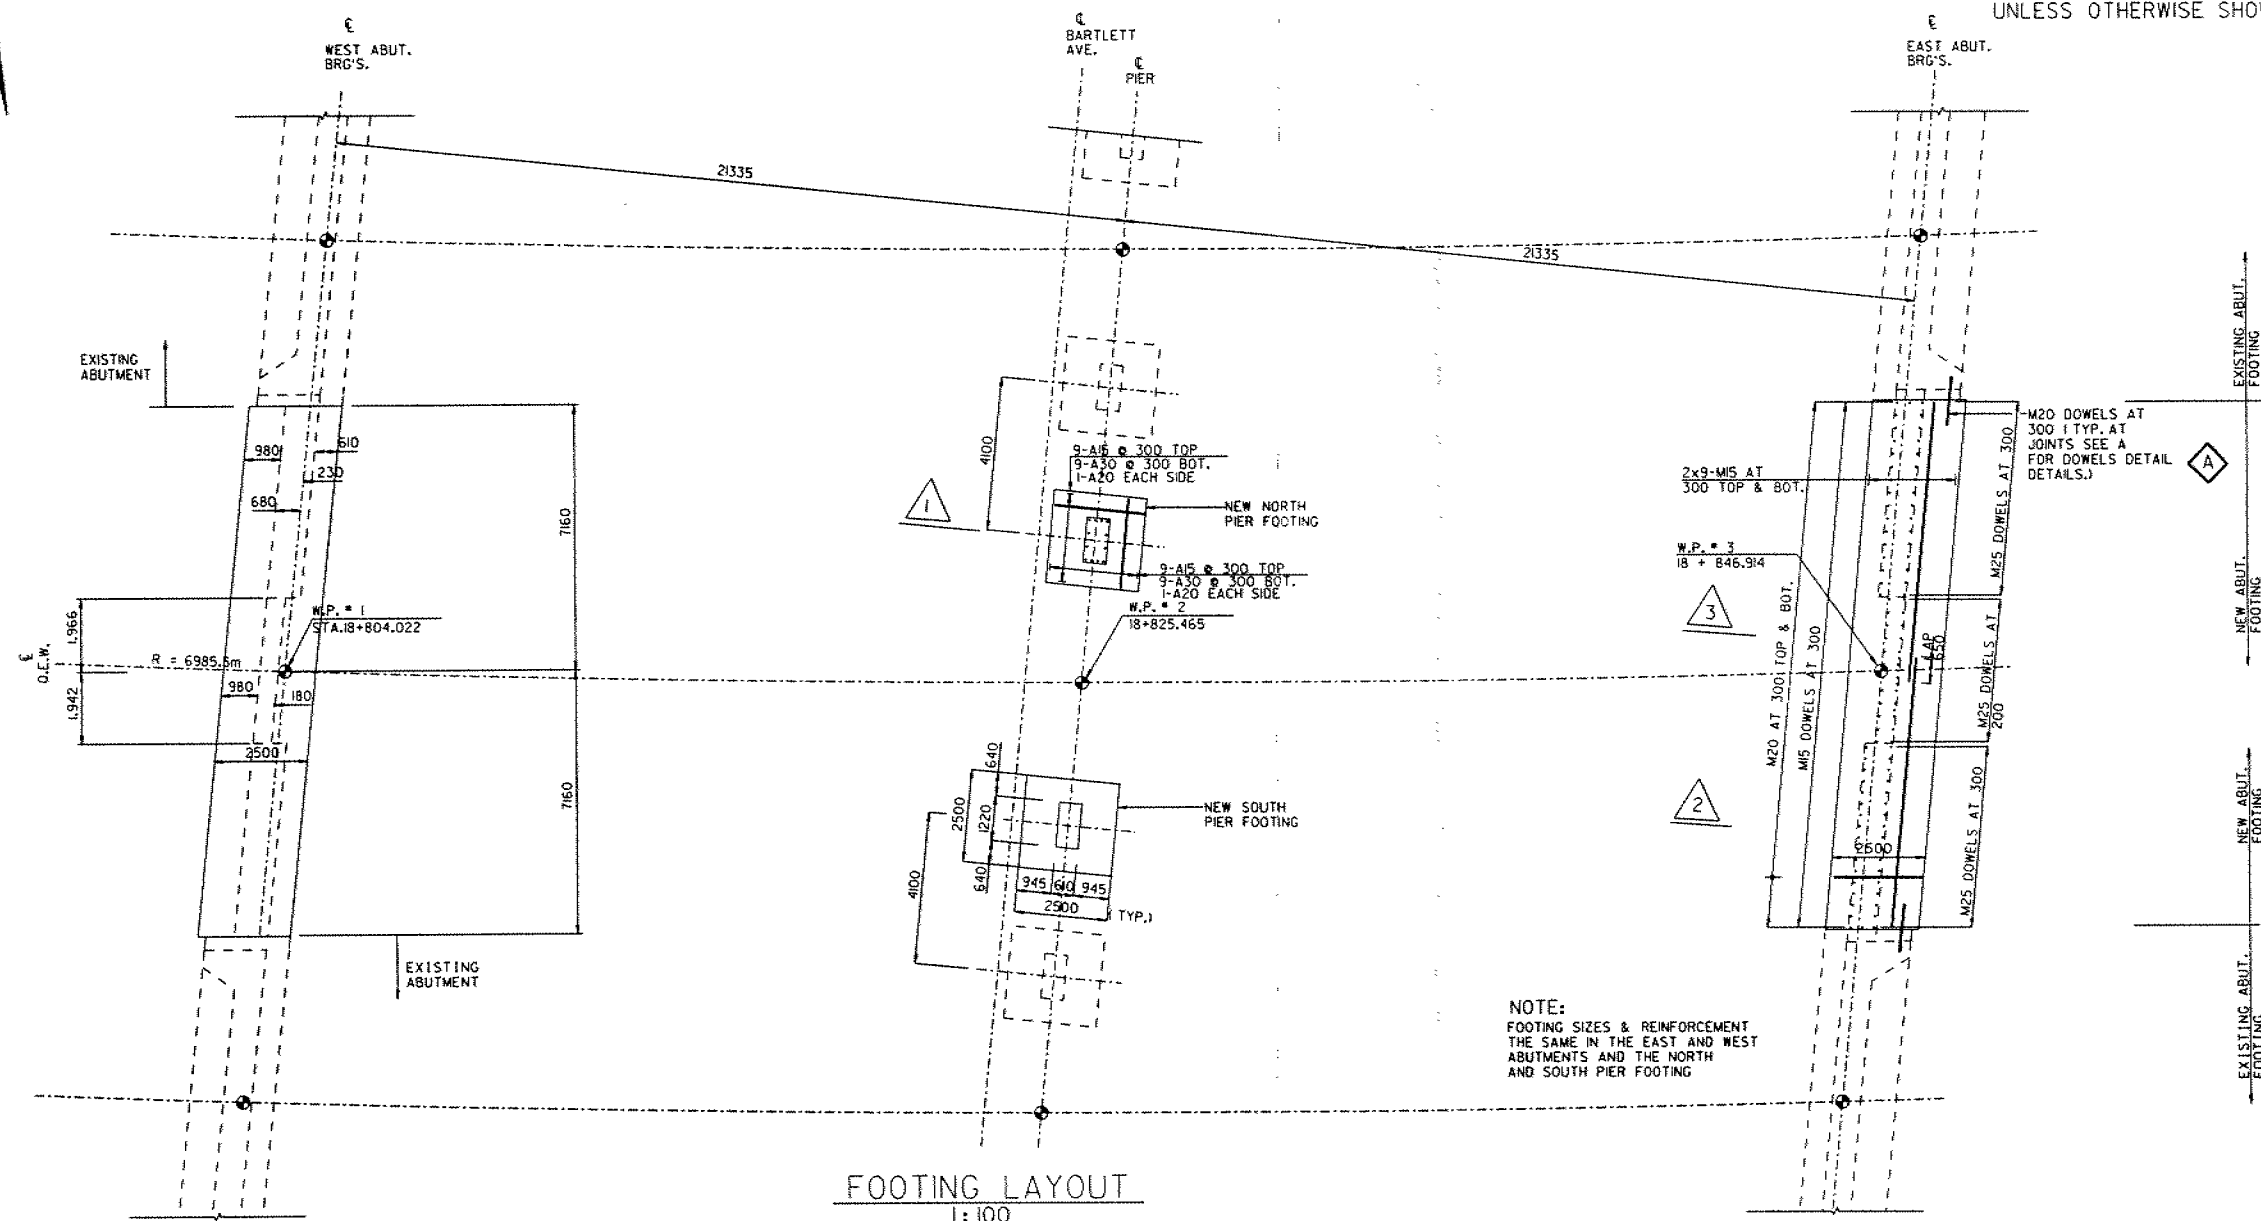 UNLESS OTHERWISE
℄
WEST ABUT.
BRG'S.
℄
BARTLETT
AVE.
℄
PIER
℄
EAST ABUT.
BRG'S.
21335
21335
EXISTING
ABUTMENT
980
610
230
680
7160
4100
9-A15 @ 300 TOP
9-A30 @ 300 BOT.
1-A20 EACH SIDE
1
NEW NORTH
PIER FOOTING
9-A15 @ 300 TOP
9-A30 @ 300 BOT.
1-A20 EACH SIDE
W.P. # 1
STA.18+804.022
W.P. # 2
18+825.465
1.966
℄
Q.E.W.
R = 6985.5m
1.942
980
180
2500
7160
EXISTING
ABUTMENT
640
2500
1220
640
4100
NEW SOUTH
PIER FOOTING
945 610 945
2500
(TYP.)
2x9-M15 AT
300 TOP & BOT.
M20 DOWELS AT
300 ( TYP. AT
JOINTS SEE A
FOR DOWELS DETAIL
DETAILS.)
A
W.P. # 3
18 + 846.914
3
2
M20 AT 300 TOP & BOT.
M15 DOWELS AT 300
LAP
650
M25 DOWELS AT 300
M25 DOWELS AT
200
M25 DOWELS AT 300
2500
EXISTING ABUT.
FOOTING
NEW ABUT.
FOOTING
NEW ABUT.
FOOTING
EXISTING ABUT.
FOOTING
NOTE:
FOOTING SIZES & REINFORCEMENT
THE SAME IN THE EAST AND WEST
ABUTMENTS AND THE NORTH
AND SOUTH PIER FOOTING
FOOTING LAYOUT
1:100